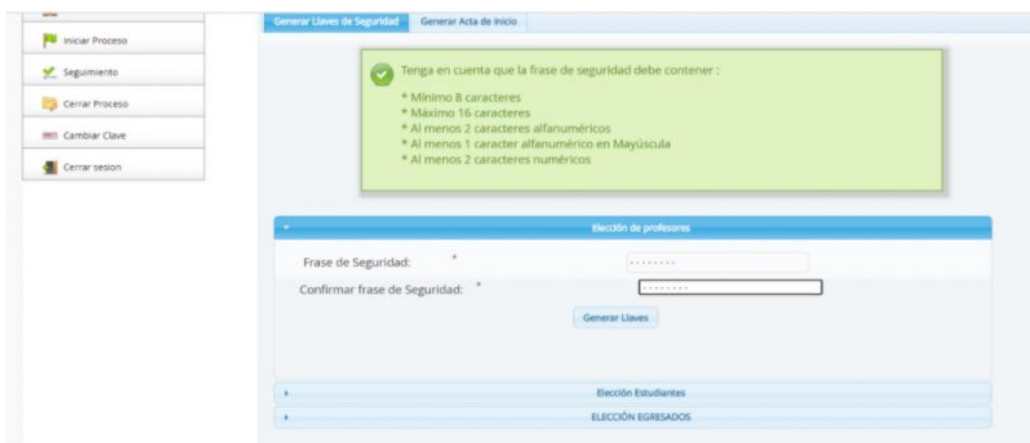 Iniciar Proceso
Seguimiento
Cerrar Proceso
Cambiar Clave
Cerrar sesion
Generar Llaves de Seguridad
Generar Acta de Inicio
Tenga en cuenta que la frase de seguridad debe contener :
* Mínimo 8 caracteres
* Máximo 16 caracteres
* Al menos 2 caracteres alfanuméricos
* Al menos 1 caracter alfanumérico en Mayúscula
* Al menos 2 caracteres numéricos
Elección de profesores
Frase de Seguridad: *
Confirmar frase de Seguridad: *
Generar Llaves
Elección Estudiantes
ELECCIÓN EGRESADOS